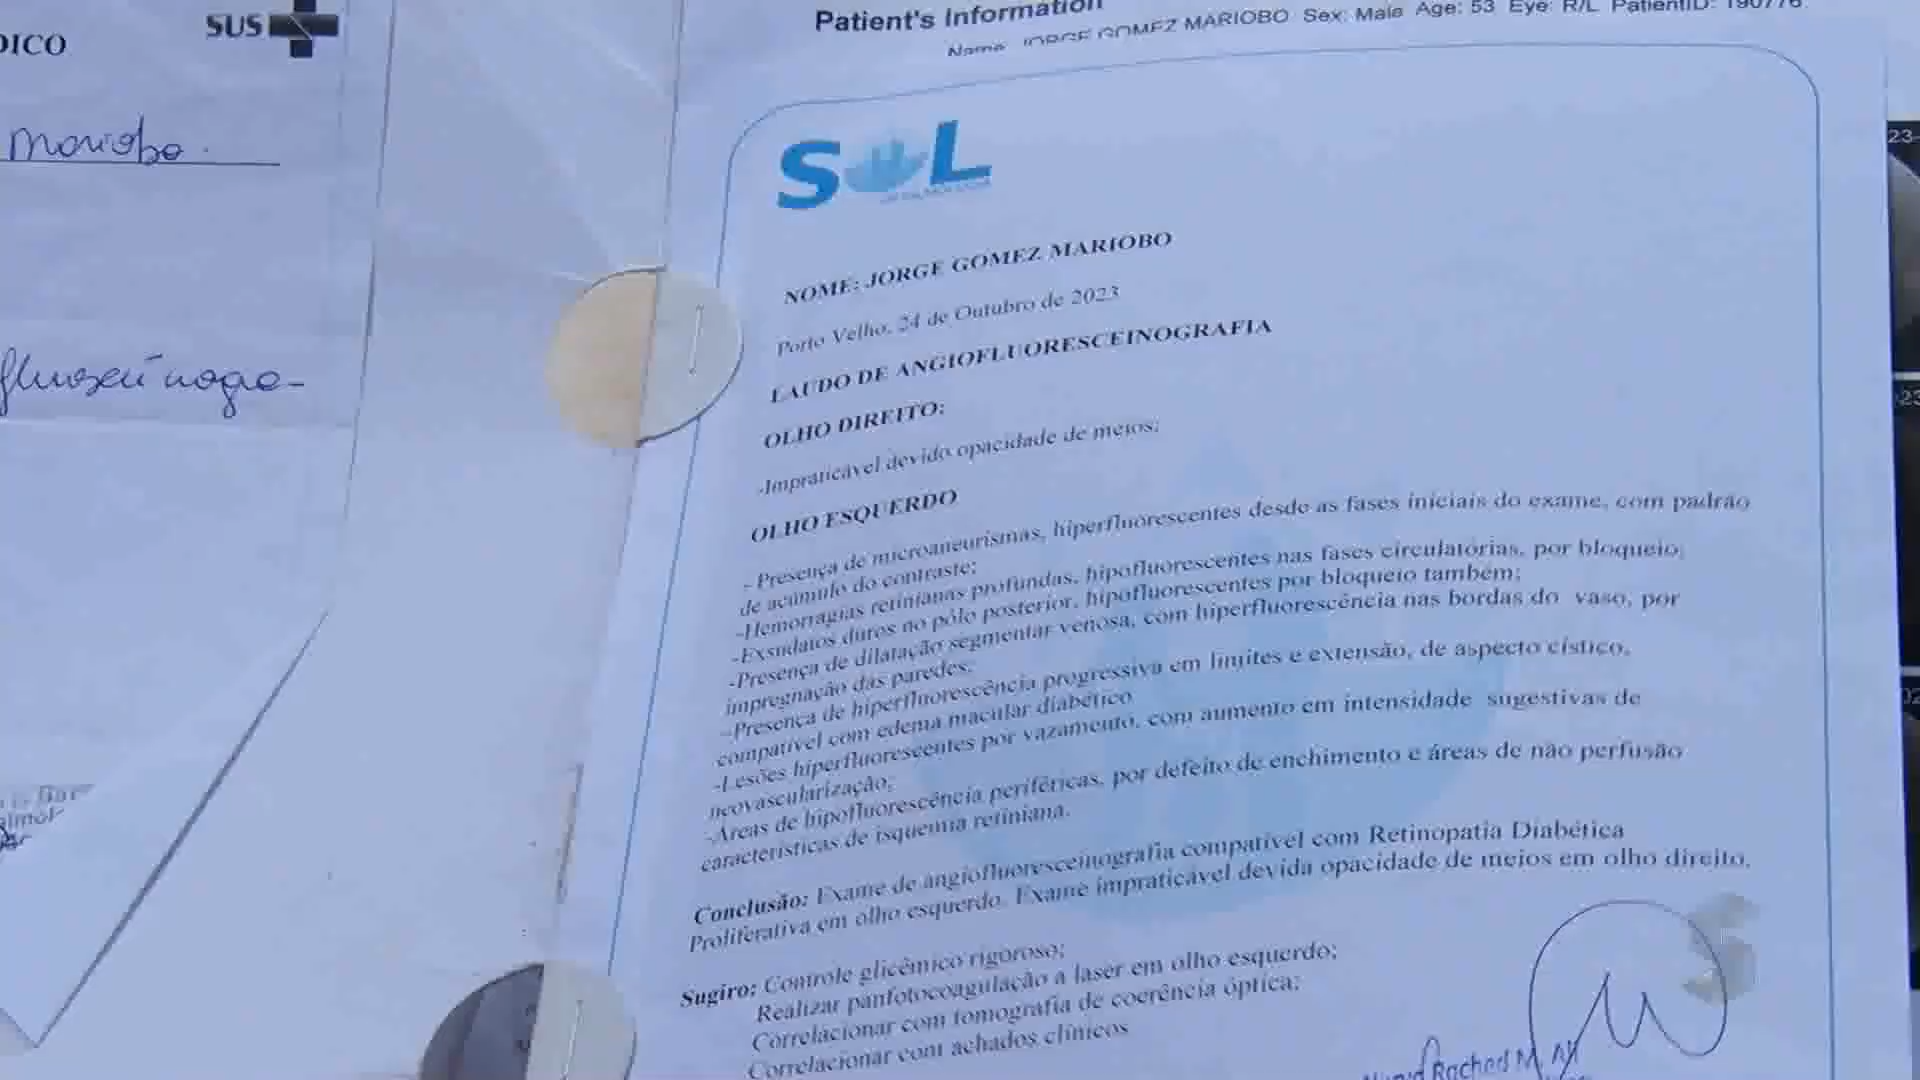 DICO
SUS
Mariobo.
Patient's Information
Name JORGE GOMEZ MARIOBO Sex: Male Age: 53 Eye: R/L PatientID: 190776
SOL
NOME: JORGE GOMEZ MARIOBO
Porto Velho, 24 de Outubro de 2023
LAUDO DE ANGIOFLUORESCEINOGRAFIA
OLHO DIREITO:
-Impraticável devido opacidade de meios;
OLHO ESQUERDO
- Presença de microaneurismas, hiperfluorescentes desde as fases iniciais do exame, com padrão
de acúmulo do contraste;
-Hemorragias retinianas profundas, hipofluorescentes nas fases circulatórias, por bloqueio;
-Exsudatos duros no pólo posterior, hipofluorescentes por bloqueio também;
-Presença de dilatação segmentar venosa, com hiperfluorescência nas bordas do vaso, por
impregnação das paredes;
-Presença de hiperfluorescência progressiva em limites e extensão, de aspecto cístico,
compatível com edema macular diabético
-Lesões hiperfluorescentes por vazamento, com aumento em intensidade sugestivas de
neovascularização;
-Áreas de hipofluorescência periféricas, por defeito de enchimento e áreas de não perfusão
características de isquemia retiniana.
Conclusão: Exame de angiofluoresceinografia compatível com Retinopatia Diabética
Proliferativa em olho esquerdo. Exame impraticável devida opacidade de meios em olho direito.
Sugiro: Controle glicêmico rigoroso;
Realizar panfotocoagulação a laser em olho esquerdo;
Correlacionar com tomografia de coerência óptica;
Correlacionar com achados clínicos
Rached M.